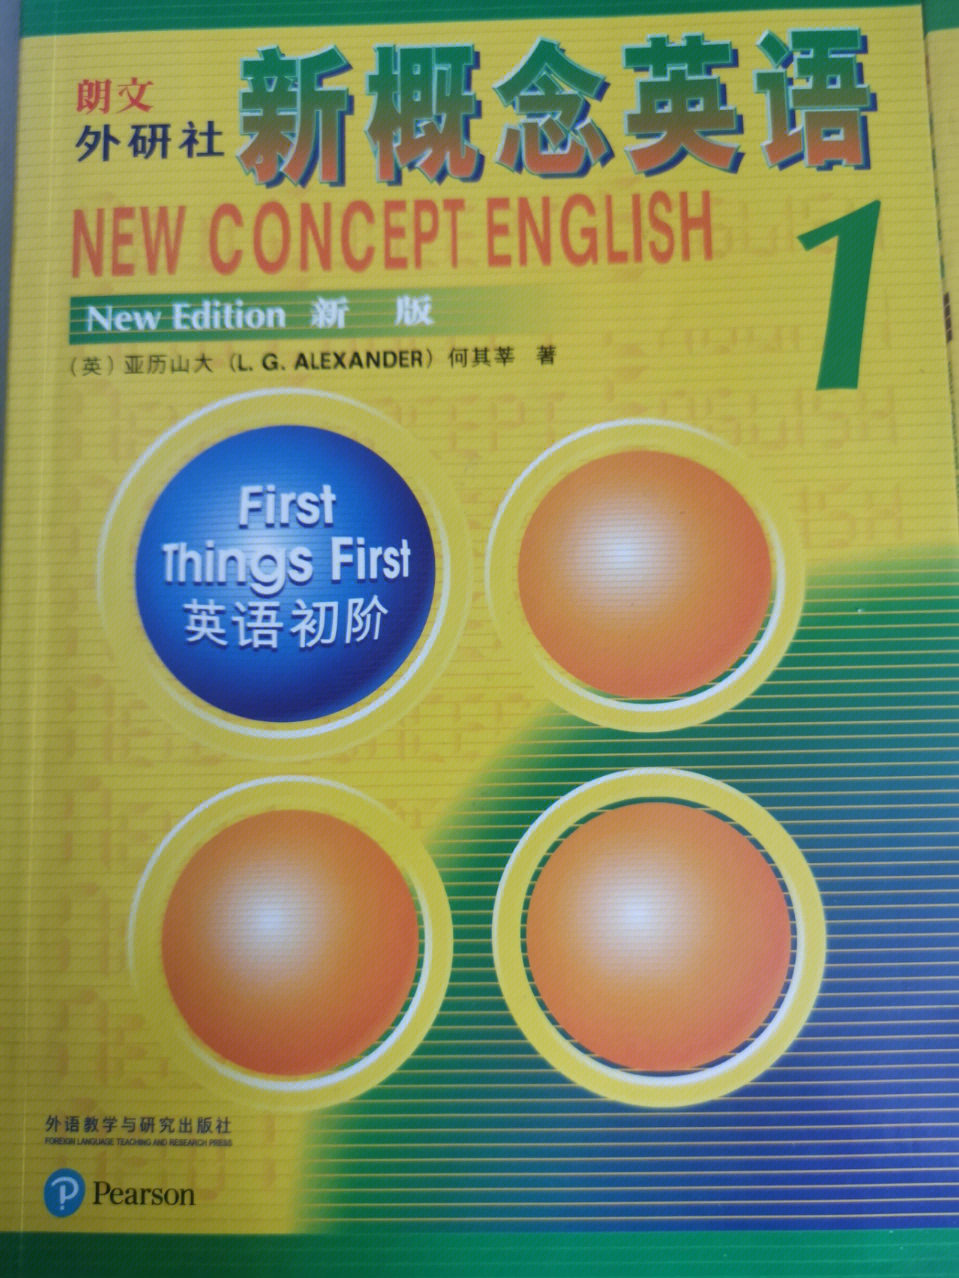 朗文
外研社
新概念英语
NEW CONCEPT ENGLISH
1
New Edition 新 版
（英）亚历山大（L. G. ALEXANDER）何其莘 著
First
Things First
英语初阶
外语教学与研究出版社
FOREIGN LANGUAGE TEACHING AND RESEARCH PRESS
Pearson